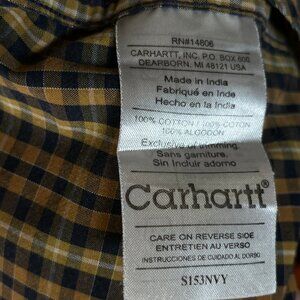 RN#14806
CARHARTT, INC. P.O. BOX 600,
DEARBORN, MI 48121 USA
Made in India
Fabriqué en Inde
Hecho en la India
100% COTTON / 100% COTON
100% ALGODON
Exclusive of trimming
Sans garniture.
Sin Incluir adorno
Carhartt®
CARE ON REVERSE SIDE
ENTRETIEN AU VERSO
INSTRUCCIONES DE CUIDADO AL DORSO
S153NVY